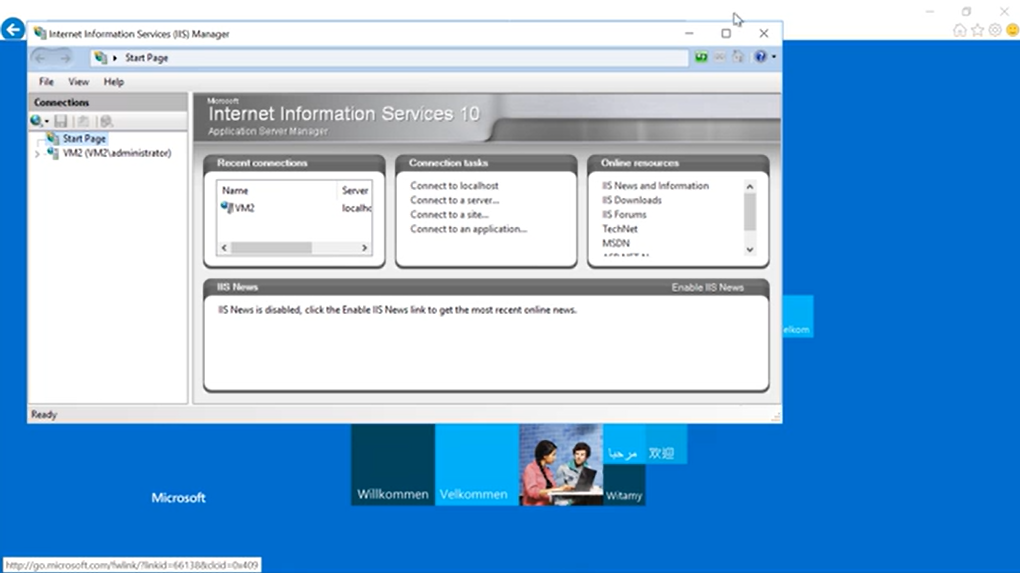 Internet Information Services (IIS) Manager
Start Page
File View Help
Connections
Start Page
VM2 (VM2\administrator)
Microsoft
Internet Information Services 10
Application Server Manager
Recent connections
Name Server
VM2
Connection tasks
Connect to localhost
Connect to a server...
Connect to a site...
Connect to an application...
Online resources
IIS News and Information
IIS Downloads
IIS Forums
TechNet
MSDN
IIS News Enable IIS News
IIS News is disabled, click the Enable IIS News link to get the most recent online news.
Ready
elkom
Microsoft
Willkommen
Velkommen
مرحبا
欢迎
Witamy
http://go.microsoft.com/fwlink/?linkid=66138&clcid=0x409